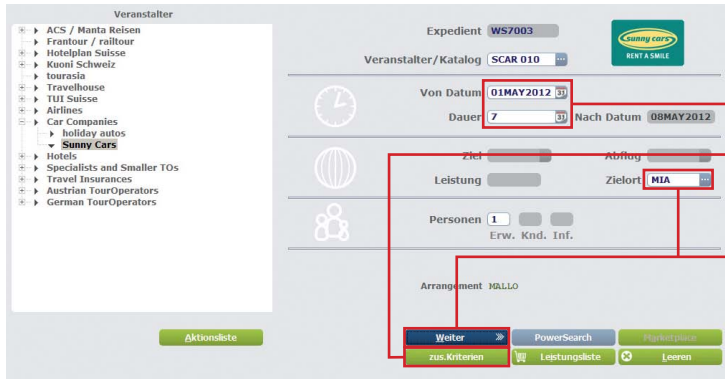 Veranstalter
ACS / Manta Reisen
Frantour / railtour
Hotelplan Suisse
Kuoni Schweiz
tourasia
Travelhouse
TUI Suisse
Airlines
Car Companies
holiday autos
Sunny Cars
Hotels
Specialists and Smaller TOs
Travel Insurances
Austrian TourOperators
German TourOperators
Aktionsliste
Expedient WS7003
Veranstalter/Katalog SCAR 010
sunny cars
RENT A SMILE
Von Datum 01MAY2012 31
Dauer 7 31 Nach Datum 08MAY2012
Ziel Abflug
Leistung Zielort MIA
Personen 1
Erw. Knd. Inf.
Arrangement MALLO
Weiter PowerSearch Marketplace
zus.Kriterien Leistungsliste Leeren